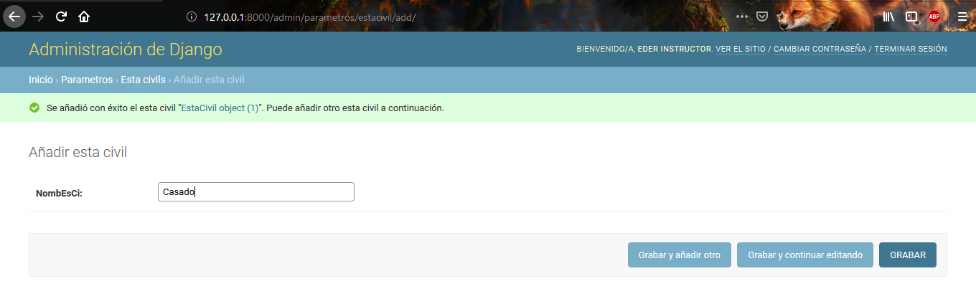 127.0.0.1:8000/admin/parametros/estacivil/add/
ABP
Administración de Django
BIENVENIDO/A, EDER INSTRUCTOR. VER EL SITIO / CAMBIAR CONTRASEÑA / TERMINAR SESIÓN
Inicio › Parametros › Esta civils › Añadir esta civil
Se añadió con éxito el esta civil "EstaCivil object (1)". Puede añadir otro esta civil a continuación.
Añadir esta civil
NombEsCi: Casado
Grabar y añadir otro Grabar y continuar editando GRABAR